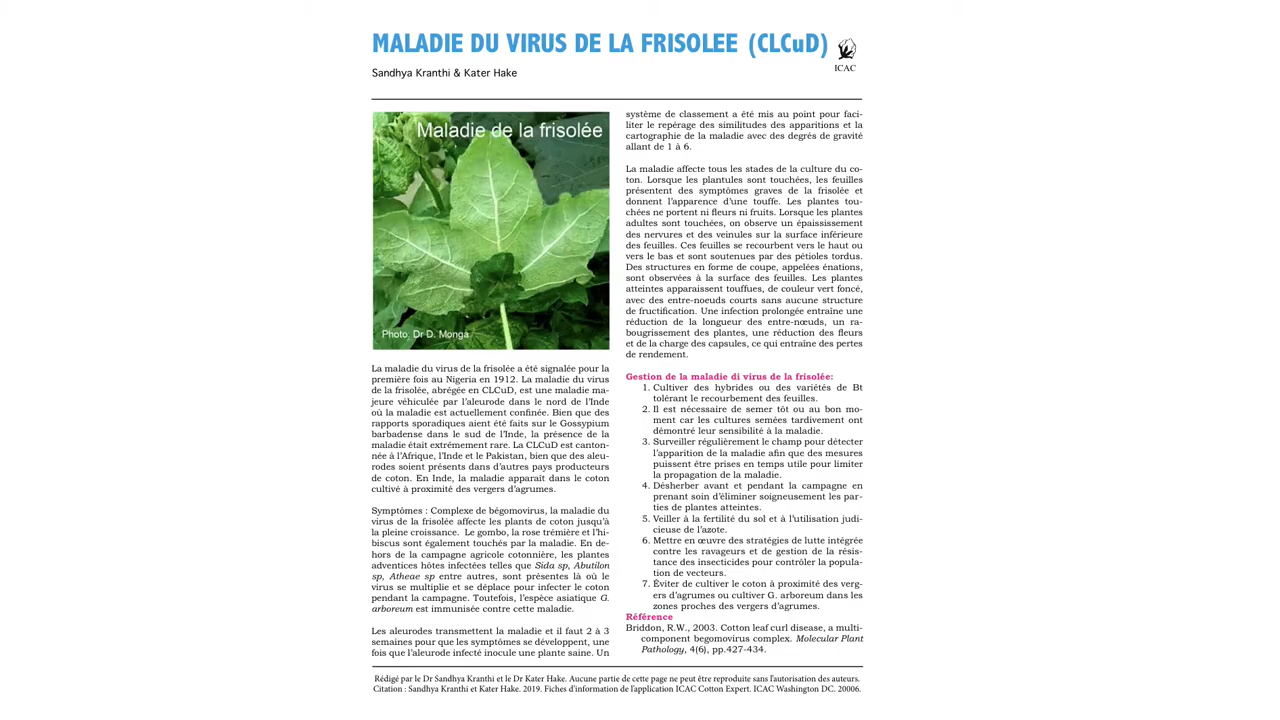 MALADIE DU VIRUS DE LA FRISOLEE (CLCuD)
ICAC
Sandhya Kranthi & Kater Hake
Maladie de la frisolée
Photo. Dr D. Monga
La maladie du virus de la frisolée a été signalée pour la
première fois au Nigeria en 1912. La maladie du virus
de la frisolée, abrégée en CLCuD, est une maladie ma-
jeure véhiculée par l'aleurode dans le nord de l'Inde
où la maladie est actuellement confinée. Bien que des
rapports sporadiques aient été faits sur le Gossypium
barbadense dans le sud de l'Inde, la présence de la
maladie était extrémement rare. La CLCuD est canton-
née à l'Afrique, l'Inde et le Pakistan, bien que des aleu-
rodes soient présents dans d'autres pays producteurs
de coton. En Inde, la maladie apparaît dans le coton
cultivé à proximité des vergers d'agrumes.
Symptômes : Complexe de bégomovirus, la maladie du
virus de la frisolée affecte les plants de coton jusqu'à
la pleine croissance. Le gombo, la rose trémière et l'hi-
biscus sont également touchés par la maladie. En de-
hors de la campagne agricole cotonnière, les plantes
adventices hôtes infectées telles que Sida sp, Abutilon
sp, Atheae sp entre autres, sont présentes là où le
virus se multiplie et se déplace pour infecter le coton
pendant la campagne. Toutefois, l'espèce asiatique G.
arboreum est immunisée contre cette maladie.
Les aleurodes transmettent la maladie et il faut 2 à 3
semaines pour que les symptômes se développent, une
fois que l'aleurode infecté inocule une plante saine. Un
système de classement a été mis au point pour faci-
liter le repérage des similitudes des apparitions et la
cartographie de la maladie avec des degrés de gravité
allant de 1 à 6.
La maladie affecte tous les stades de la culture du co-
ton. Lorsque les plantules sont touchées, les feuilles
présentent des symptômes graves de la frisolée et
donnent l'apparence d'une touffe. Les plantes tou-
chées ne portent ni fleurs ni fruits. Lorsque les plantes
adultes sont touchées, on observe un épaississement
des nervures et des veinules sur la surface inférieure
des feuilles. Ces feuilles se recourbent vers le haut ou
vers le bas et sont soutenues par des pétioles tordus.
Des structures en forme de coupe, appelées énations,
sont observées à la surface des feuilles. Les plantes
atteintes apparaissent touffues, de couleur vert foncé,
avec des entre-noeuds courts sans aucune structure
de fructification. Une infection prolongée entraîne une
réduction de la longueur des entre-nœuds, un ra-
bougrissement des plantes, une réduction des fleurs
et de la charge des capsules, ce qui entraîne des pertes
de rendement.
Gestion de la maladie di virus de la frisolée:
1. Cultiver des hybrides ou des variétés de Bt
tolérant le recourbement des feuilles.
2. Il est nécessaire de semer tôt ou au bon mo-
ment car les cultures semées tardivement ont
démontré leur sensibilité à la maladie.
3. Surveiller régulièrement le champ pour détecter
l'apparition de la maladie afin que des mesures
puissent être prises en temps utile pour limiter
la propagation de la maladie.
4. Désherber avant et pendant la campagne en
prenant soin d'éliminer soigneusement les par-
ties de plantes atteintes.
5. Veiller à la fertilité du sol et à l'utilisation judi-
cieuse de l'azote.
6. Mettre en œuvre des stratégies de lutte intégrée
contre les ravageurs et de gestion de la résis-
tance des insecticides pour contrôler la popula-
tion de vecteurs.
7. Éviter de cultiver le coton à proximité des verg-
ers d'agrumes ou cultiver G. arboreum dans les
zones proches des vergers d'agrumes.
Référence
Briddon, R.W., 2003. Cotton leaf curl disease, a multi-
component begomovirus complex. Molecular Plant
Pathology, 4(6), pp.427-434.
Rédigé par le Dr Sandhya Kranthi et le Dr Kater Hake. Aucune partie de cette page ne peut être reproduite sans l'autorisation des auteurs.
Citation : Sandhya Kranthi et Kater Hake. 2019. Fiches d'information de l'application ICAC Cotton Expert. ICAC Washington DC. 20006.